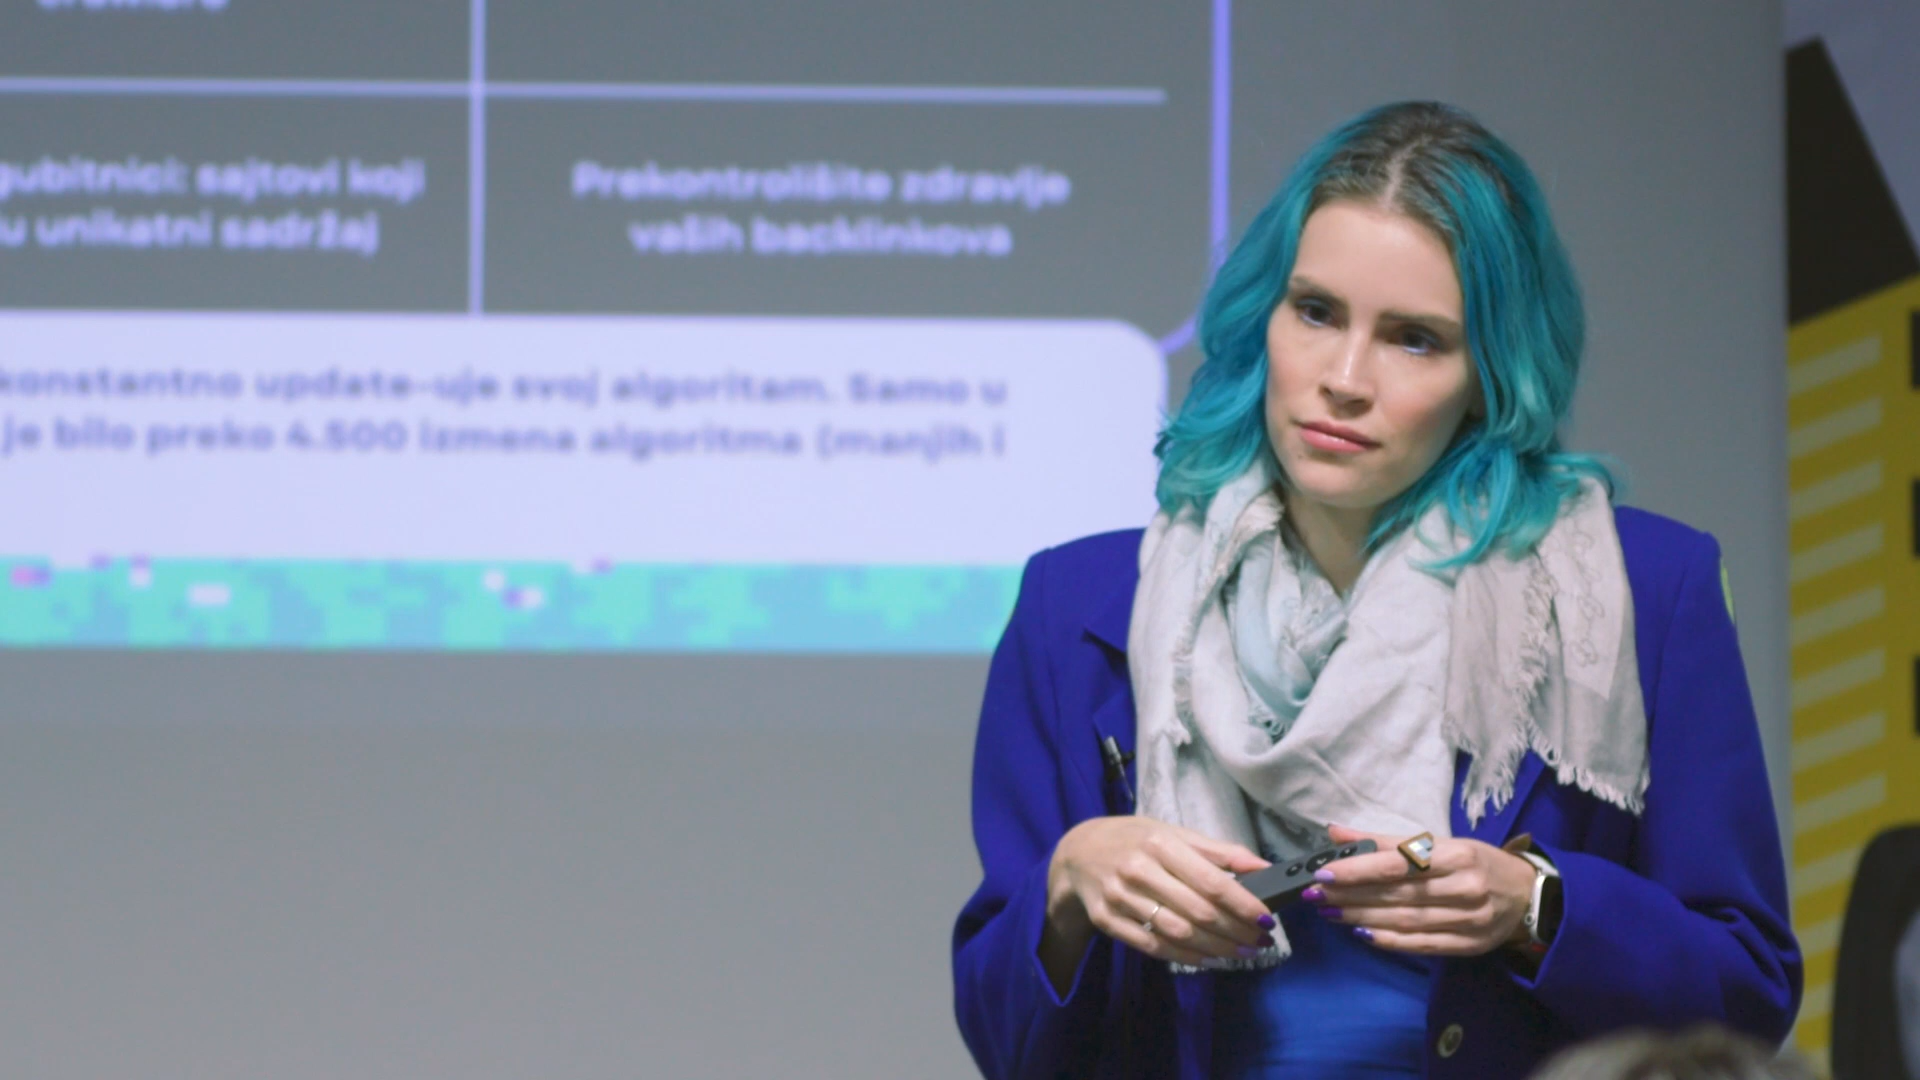 gubitnici: sajtovi koji
unikatni sadržaj
Prekontrolišite zdravlje
vaših backlinkova
konstantno update-uje svoj algoritam. Samo u
je bilo preko 4.500 izmena algoritma (manjih i